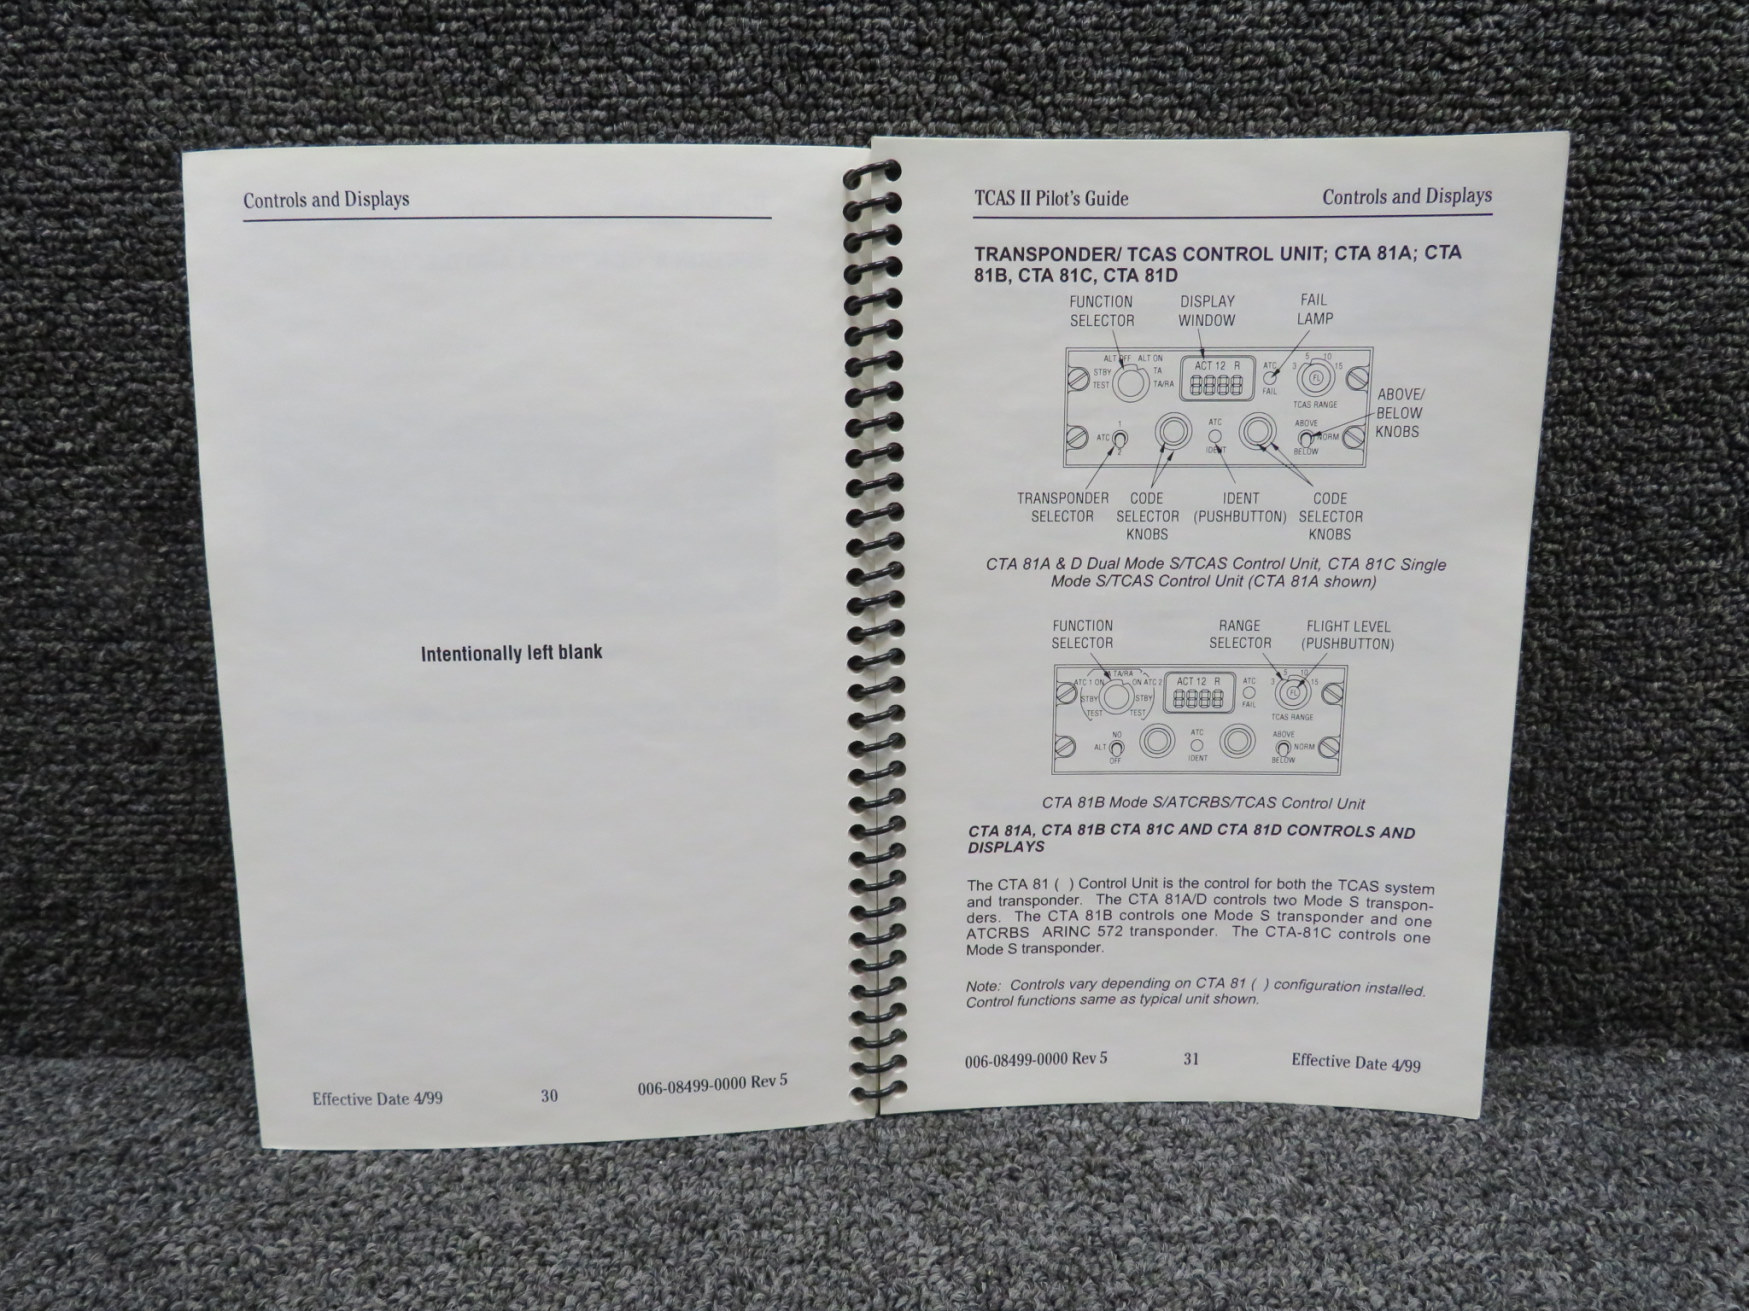 Controls and Displays
Intentionally left blank
Effective Date 4/99 30 006-08499-0000 Rev 5
TCAS II Pilot's Guide Controls and Displays
TRANSPONDER/ TCAS CONTROL UNIT; CTA 81A; CTA
81B, CTA 81C, CTA 81D
FUNCTION
SELECTOR
DISPLAY
WINDOW
FAIL
LAMP
ALT OFF ALT ON
STBY TA
TEST TA/RA
ACT 12 R
8888
ATC
FAIL
3 5 10 15
FL
TCAS RANGE
ABOVE/
BELOW
KNOBS
1
ATC
2
ATC
IDENT
ABOVE
NORM
BELOW
TRANSPONDER
SELECTOR
CODE
SELECTOR
KNOBS
IDENT
(PUSHBUTTON)
CODE
SELECTOR
KNOBS
CTA 81A & D Dual Mode S/TCAS Control Unit, CTA 81C Single
Mode S/TCAS Control Unit (CTA 81A shown)
FUNCTION
SELECTOR
RANGE
SELECTOR
FLIGHT LEVEL
(PUSHBUTTON)
TA/RA
ATC 1 ON ON ATC 2
STBY STBY
TEST TEST
ACT 12 R
8888
ATC
FAIL
3 5 10 15
FL
TCAS RANGE
NO
ALT
OFF
ATC
IDENT
ABOVE
NORM
BELOW
CTA 81B Mode S/ATCRBS/TCAS Control Unit
CTA 81A, CTA 81B CTA 81C AND CTA 81D CONTROLS AND
DISPLAYS
The CTA 81 ( ) Control Unit is the control for both the TCAS system
and transponder. The CTA 81A/D controls two Mode S transpon-
ders. The CTA 81B controls one Mode S transponder and one
ATCRBS ARINC 572 transponder. The CTA-81C controls one
Mode S transponder.
Note: Controls vary depending on CTA 81 ( ) configuration installed.
Control functions same as typical unit shown.
006-08499-0000 Rev 5 31 Effective Date 4/99